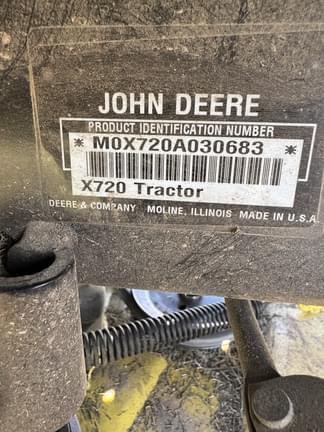 JOHN DEERE
PRODUCT IDENTIFICATION NUMBER
* M0X720A030683 *
X720 Tractor
DEERE & COMPANY MOLINE, ILLINOIS MADE IN U.S.A.